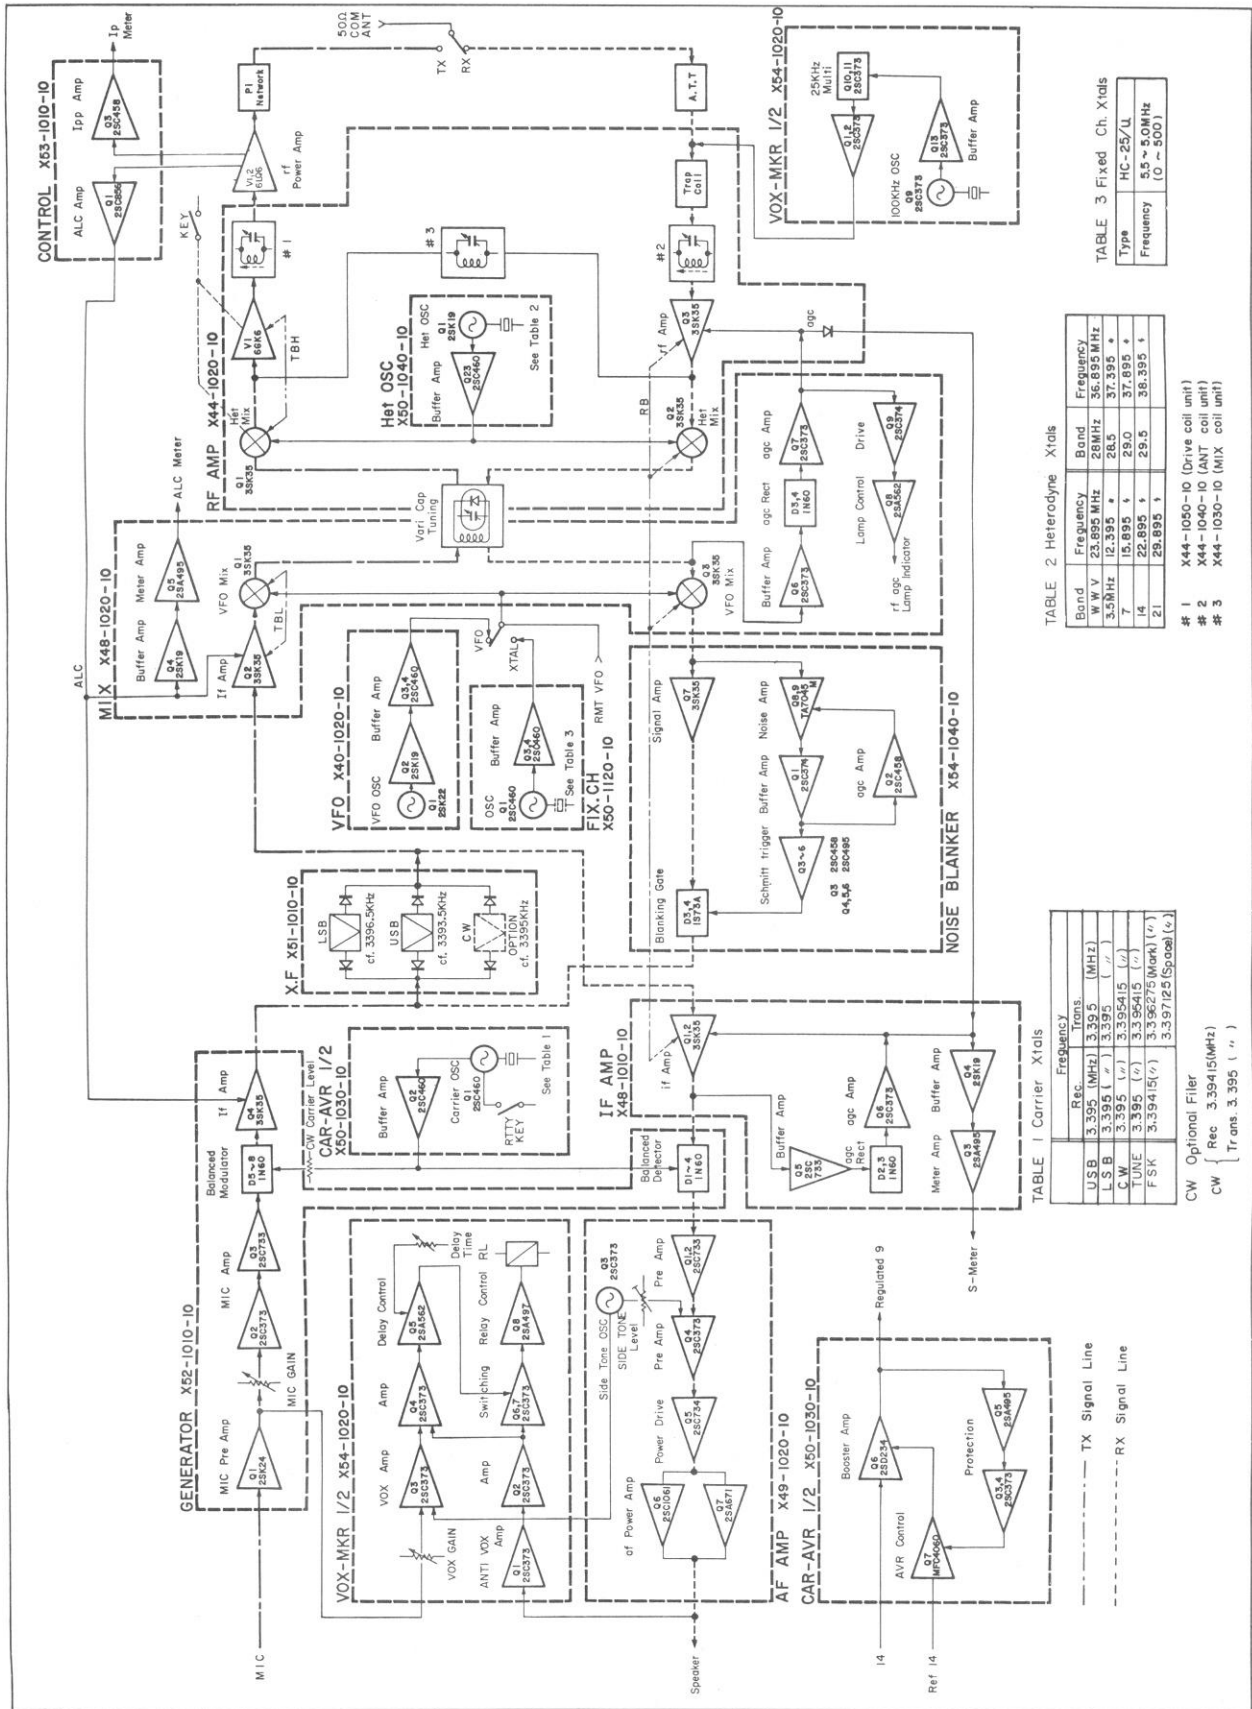 GENERATOR X52-1010-10
MIC
MIC Pre Amp
Q1
2SK24
MIC GAIN
MIC Amp
Q2
2SC373
Q3
2SC733
Balanced
Modulator
D5~8
1N60
If Amp
Q4
3SK35
CW Carrier Level
CAR-AVR 1/2
X50-1030-10
Buffer Amp
Q2
2SC460
Carrier OSC
Q1
2SC460
RTTY
KEY
See Table 1
X.F X51-1010-10
LSB
cf. 3396.5KHz
USB
cf. 3393.5KHz
CW
OPTION
cf. 3395KHz
ALC
MIX X48-1020-10
Buffer Amp
Q4
2SK19
Meter Amp
Q5
2SA495
ALC Meter
If Amp
Q2
3SK35
VFO Mix
Q1
3SK35
TBL
Vari Cap
Tuning
RF AMP X44-1020-10
Q1
3SK35
Het
Mix
V1
6GK6
TBH
KEY
# 1
CONTROL X53-1010-10
ALC Amp
Q1
2SC856
Ipp Amp
Q3
2SC458
Ip
Meter
V1,2
6LQ6
rf
Power Amp
Pi
Network
50Ω
COM
ANT
TX
RX
A.T.T
Trap
Coil
# 2
# 3
rf Amp
Q3
3SK35
RB
Q2
3SK35
Het
Mix
Het OSC
X50-1040-10
Buffer Amp
Q23
2SC460
Het OSC
Q1
2SK19
See Table 2
VFO X40-1020-10
VFO OSC
Q1
2SK22
Q2
2SK19
Buffer Amp
Q3,4
2SC460
VFO
XTAL
RMT VFO
FIX.CH
X50-1120-10
OSC
Q1
2SC460
Buffer Amp
Q3,4
2SC460
See Table 3
Q3
3SK35
VFO Mix
Buffer Amp
Q6
2SC373
agc Rect
D3,4
1N60
agc Amp
Q7
2SC373
agc
Drive
Q9
2SC374
Lamp Control
Q8
2SA562
rf agc
Lamp Indicator
NOISE BLANKER X54-1040-10
Signal Amp
Q7
3SK35
Noise Amp
Q8,9
TA7045
M
Buffer Amp
Q1
2SC374
agc Amp
Q2
2SC458
Schmitt trigger
Q3~6
Q3 2SC458
Q4,5,6 2SC495
Blanking Gate
D3,4
1S73A
VOX-MKR 1/2 X54-1020-10
25KHz
Multi
Q10,11
2SC373
Q1,2
2SC373
100KHz OSC
Q9
2SC373
Q13
2SC373
Buffer Amp
IF AMP
X48-1010-10
if Amp
Q1,2
3SK35
Buffer Amp
Q5
2SC
733
agc
Rect
D2,3
1N60
agc Amp
Q6
2SC373
Buffer Amp
Q4
2SK19
Meter Amp
Q3
2SA495
S-Meter
Balanced
Detector
D1~4
1N60
VOX-MKR 1/2 X54-1020-10
VOX GAIN
VOX Amp
Q3
2SC373
Amp
Q4
2SC373
Delay Control
Q5
2SA562
Delay
Time
ANTI VOX
Amp
Q1
2SC373
Amp
Q2
2SC373
Switching
Q6,7
2SC373
Relay Control
Q8
2SA497
RL
AF AMP X49-1020-10
Side Tone OSC
Q3
2SC373
SIDE TONE
Level
Pre Amp
Q1,2
2SC733
Pre Amp
Q4
2SC373
Power Drive
Q5
2SC734
af Power Amp
Q6
2SC1061
Q7
2SA671
Speaker
CAR-AVR 1/2 X50-1030-10
14
Ref 14
Booster Amp
Q6
2SD234
Regulated 9
AVR Control
Q7
MFC4060
Protection
Q5
2SA495
Q3,4
2SC373
TX Signal Line
RX Signal Line
TABLE 1 Carrier Xtals
Frequency
Rec. Trans.
USB 3.395 (MHz) 3.395 (MHz)
LSB 3.395 ( 〃 ) 3.395 ( 〃 )
CW 3.395 (〃) 3.395415 (〃)
TUNE 3.395 (〃) 3.395415 (〃)
FSK 3.39415(〃) 3.396275(Mark)(〃)
3.397125(Space)(〃)
CW Optional Filer
CW { Rec 3.39415(MHz)
Trans. 3.395 ( 〃 )
TABLE 2 Heterodyne Xtals
Band Frequency Band Frequency
WWV 23.895 MHz 28MHz 36.895 MHz
3.5MHz 12.395 〃 28.5 37.395 〃
7 15.895 〃 29.0 37.895 〃
14 22.895 〃 29.5 38.395 〃
21 29.895 〃
# 1 X44-1050-10 (Drive coil unit)
# 2 X44-1040-10 (ANT coil unit)
# 3 X44-1030-10 (MIX coil unit)
TABLE 3 Fixed Ch. Xtals
Type HC-25/U
Frequency 5.5 ~ 5.0MHz
(0 ~ 500)